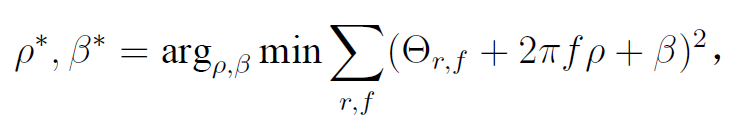 ρ*, β* = arg_{ρ,β} min ∑_{r,f} (Θ_{r,f} + 2πfρ + β)²,